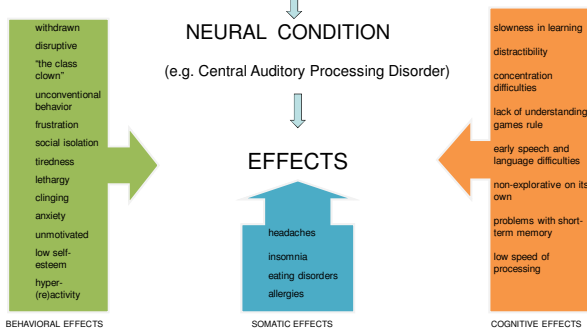 NEURAL CONDITION
(e.g. Central Auditory Processing Disorder)
EFFECTS
withdrawn
disruptive
"the class
clown"
unconventional
behavior
frustration
social isolation
tiredness
lethargy
clinging
anxiety
unmotivated
low self-
esteem
hyper-
(re)activity
BEHAVIORAL EFFECTS
headaches
insomnia
eating disorders
allergies
SOMATIC EFFECTS
slowness in learning
distractibility
concentration
difficulties
lack of understanding
games rule
early speech and
language difficulties
non-explorative on its
own
problems with short-
term memory
low speed of
processing
COGNITIVE EFFECTS